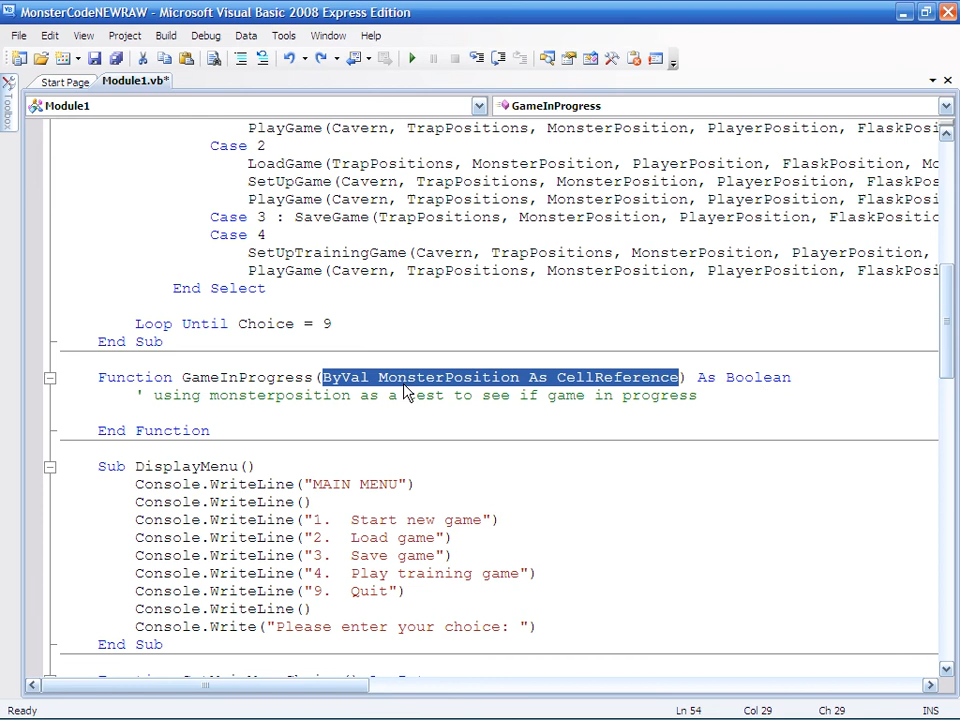 MonsterCodeNEWRAW - Microsoft Visual Basic 2008 Express Edition
File Edit View Project Build Debug Data Tools Window Help
Start Page Module1.vb*
Toolbox
Module1 GameInProgress
PlayGame(Cavern, TrapPositions, MonsterPosition, PlayerPosition, FlaskPosi
Case 2
LoadGame(TrapPositions, MonsterPosition, PlayerPosition, FlaskPosition, Mo
SetUpGame(Cavern, TrapPositions, MonsterPosition, PlayerPosition, FlaskPos
PlayGame(Cavern, TrapPositions, MonsterPosition, PlayerPosition, FlaskPosi
Case 3 : SaveGame(TrapPositions, MonsterPosition, PlayerPosition, FlaskPositio
Case 4
SetUpTrainingGame(Cavern, TrapPositions, MonsterPosition, PlayerPosition,
PlayGame(Cavern, TrapPositions, MonsterPosition, PlayerPosition, FlaskPosi
End Select
Loop Until Choice = 9
End Sub
Function GameInProgress(ByVal MonsterPosition As CellReference) As Boolean
' using monsterposition as a test to see if game in progress
End Function
Sub DisplayMenu()
Console.WriteLine("MAIN MENU")
Console.WriteLine()
Console.WriteLine("1.  Start new game")
Console.WriteLine("2.  Load game")
Console.WriteLine("3.  Save game")
Console.WriteLine("4.  Play training game")
Console.WriteLine("9.  Quit")
Console.WriteLine()
Console.Write("Please enter your choice: ")
End Sub
Ready Ln 54 Col 29 Ch 29 INS